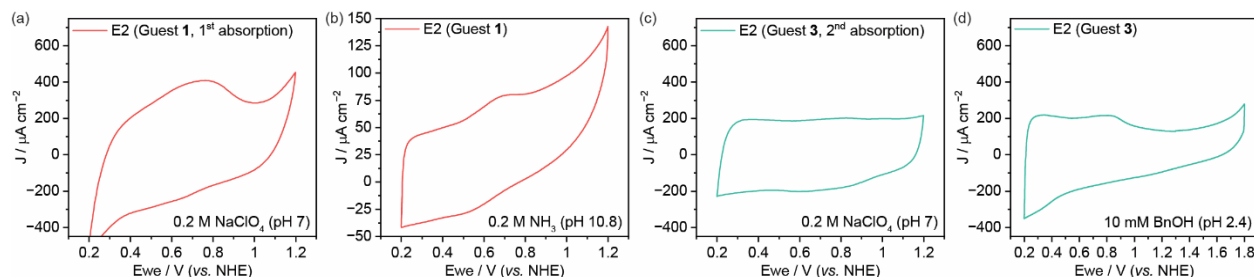 (a)
E2 (Guest 1, 1st absorption)
J / µA cm−2
600
400
200
0
−200
−400
0.2 M NaClO4 (pH 7)
0.2 0.4 0.6 0.8 1 1.2
Ewe / V (vs. NHE)
(b)
E2 (Guest 1)
J / µA cm−2
150
125
100
75
50
25
0
−25
−50
0.2 M NH3 (pH 10.8)
0.2 0.4 0.6 0.8 1 1.2
Ewe / V (vs. NHE)
(c)
E2 (Guest 3, 2nd absorption)
J / µA cm−2
600
400
200
0
−200
−400
0.2 M NaClO4 (pH 7)
0.2 0.4 0.6 0.8 1 1.2
Ewe / V (vs. NHE)
(d)
E2 (Guest 3)
J / µA cm−2
600
400
200
0
−200
−400
10 mM BnOH (pH 2.4)
0.2 0.4 0.6 0.8 1 1.2 1.4 1.6 1.8
Ewe / V (vs. NHE)